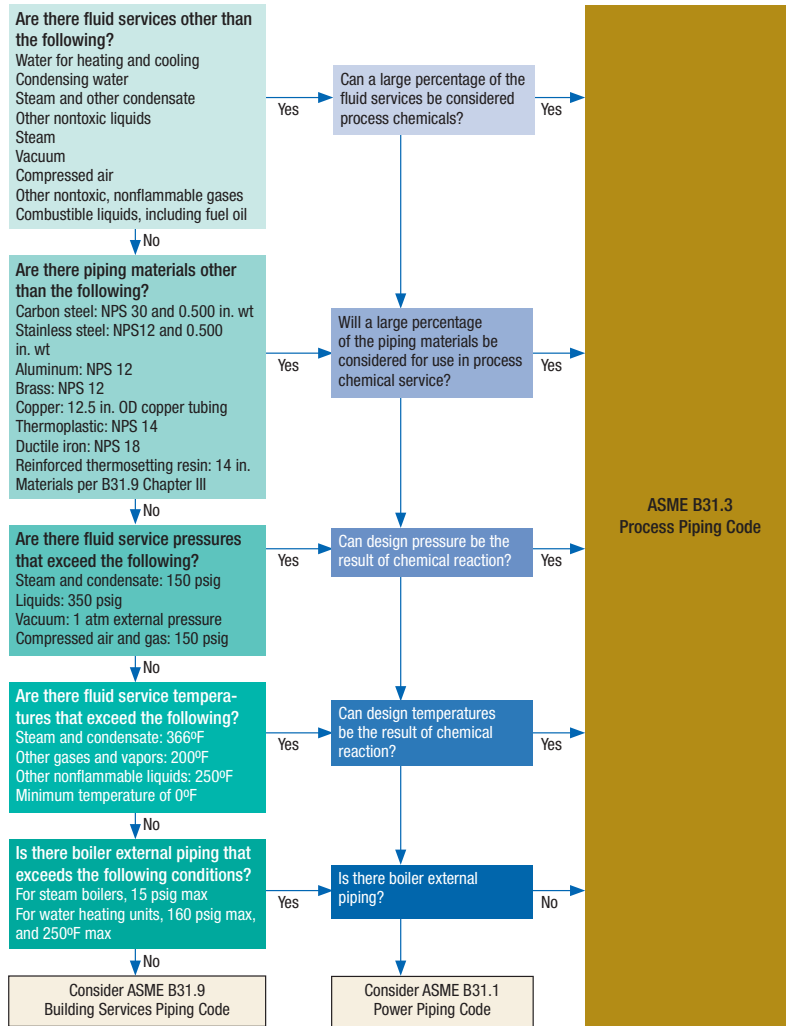 Are there fluid services other than
the following?
Water for heating and cooling
Condensing water
Steam and other condensate
Other nontoxic liquids
Steam
Vacuum
Compressed air
Other nontoxic, nonflammable gases
Combustible liquids, including fuel oil
Yes
Can a large percentage of the
fluid services be considered
process chemicals?
Yes
No
Are there piping materials other
than the following?
Carbon steel: NPS 30 and 0.500 in. wt
Stainless steel: NPS12 and 0.500
in. wt
Aluminum: NPS 12
Brass: NPS 12
Copper: 12.5 in. OD copper tubing
Thermoplastic: NPS 14
Ductile iron: NPS 18
Reinforced thermosetting resin: 14 in.
Materials per B31.9 Chapter III
Yes
Will a large percentage
of the piping materials be
considered for use in process
chemical service?
Yes
No
Are there fluid service pressures
that exceed the following?
Steam and condensate: 150 psig
Liquids: 350 psig
Vacuum: 1 atm external pressure
Compressed air and gas: 150 psig
Yes
Can design pressure be the
result of chemical reaction?
Yes
No
Are there fluid service tempera-
tures that exceed the following?
Steam and condensate: 366ºF
Other gases and vapors: 200ºF
Other nonflammable liquids: 250ºF
Minimum temperature of 0ºF
Yes
Can design temperatures
be the result of chemical
reaction?
Yes
No
Is there boiler external piping that
exceeds the following conditions?
For steam boilers, 15 psig max
For water heating units, 160 psig max,
and 250ºF max
Yes
Is there boiler external
piping?
No
No
Consider ASME B31.9
Building Services Piping Code
Consider ASME B31.1
Power Piping Code
ASME B31.3
Process Piping Code